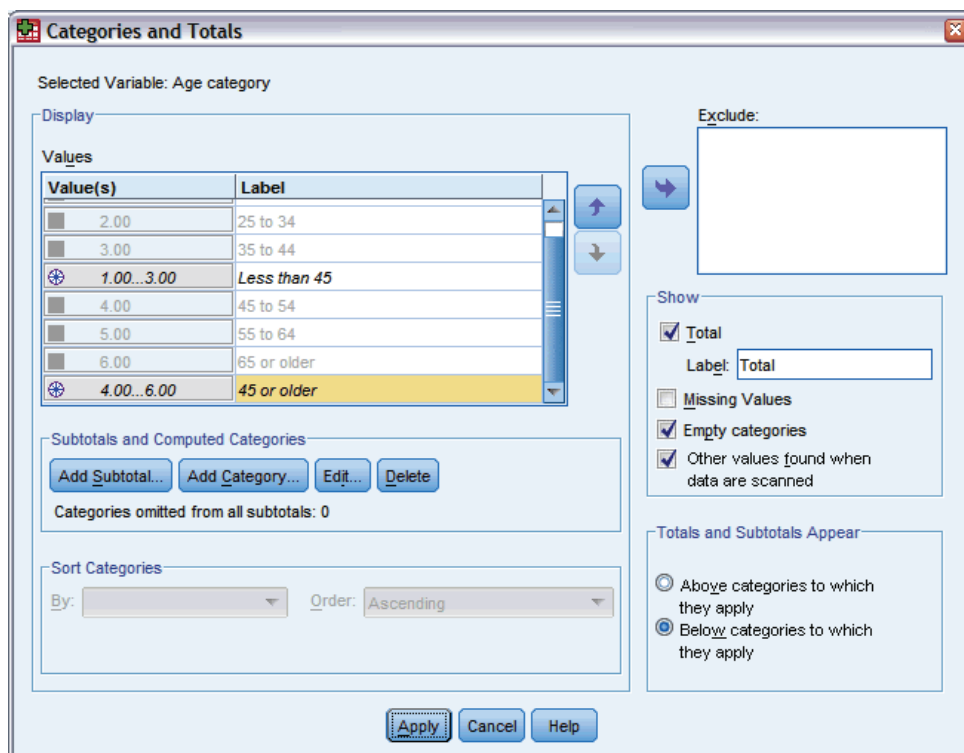 Categories and Totals
Selected Variable: Age category
Display
Values
Value(s) Label
2.00 25 to 34
3.00 35 to 44
1.00...3.00 Less than 45
4.00 45 to 54
5.00 55 to 64
6.00 65 or older
4.00...6.00 45 or older
Subtotals and Computed Categories
Add Subtotal... Add Category... Edit... Delete
Categories omitted from all subtotals: 0
Sort Categories
By: Order: Ascending
Exclude:
Show
Total
Label: Total
Missing Values
Empty categories
Other values found when
data are scanned
Totals and Subtotals Appear
Above categories to which
they apply
Below categories to which
they apply
Apply Cancel Help